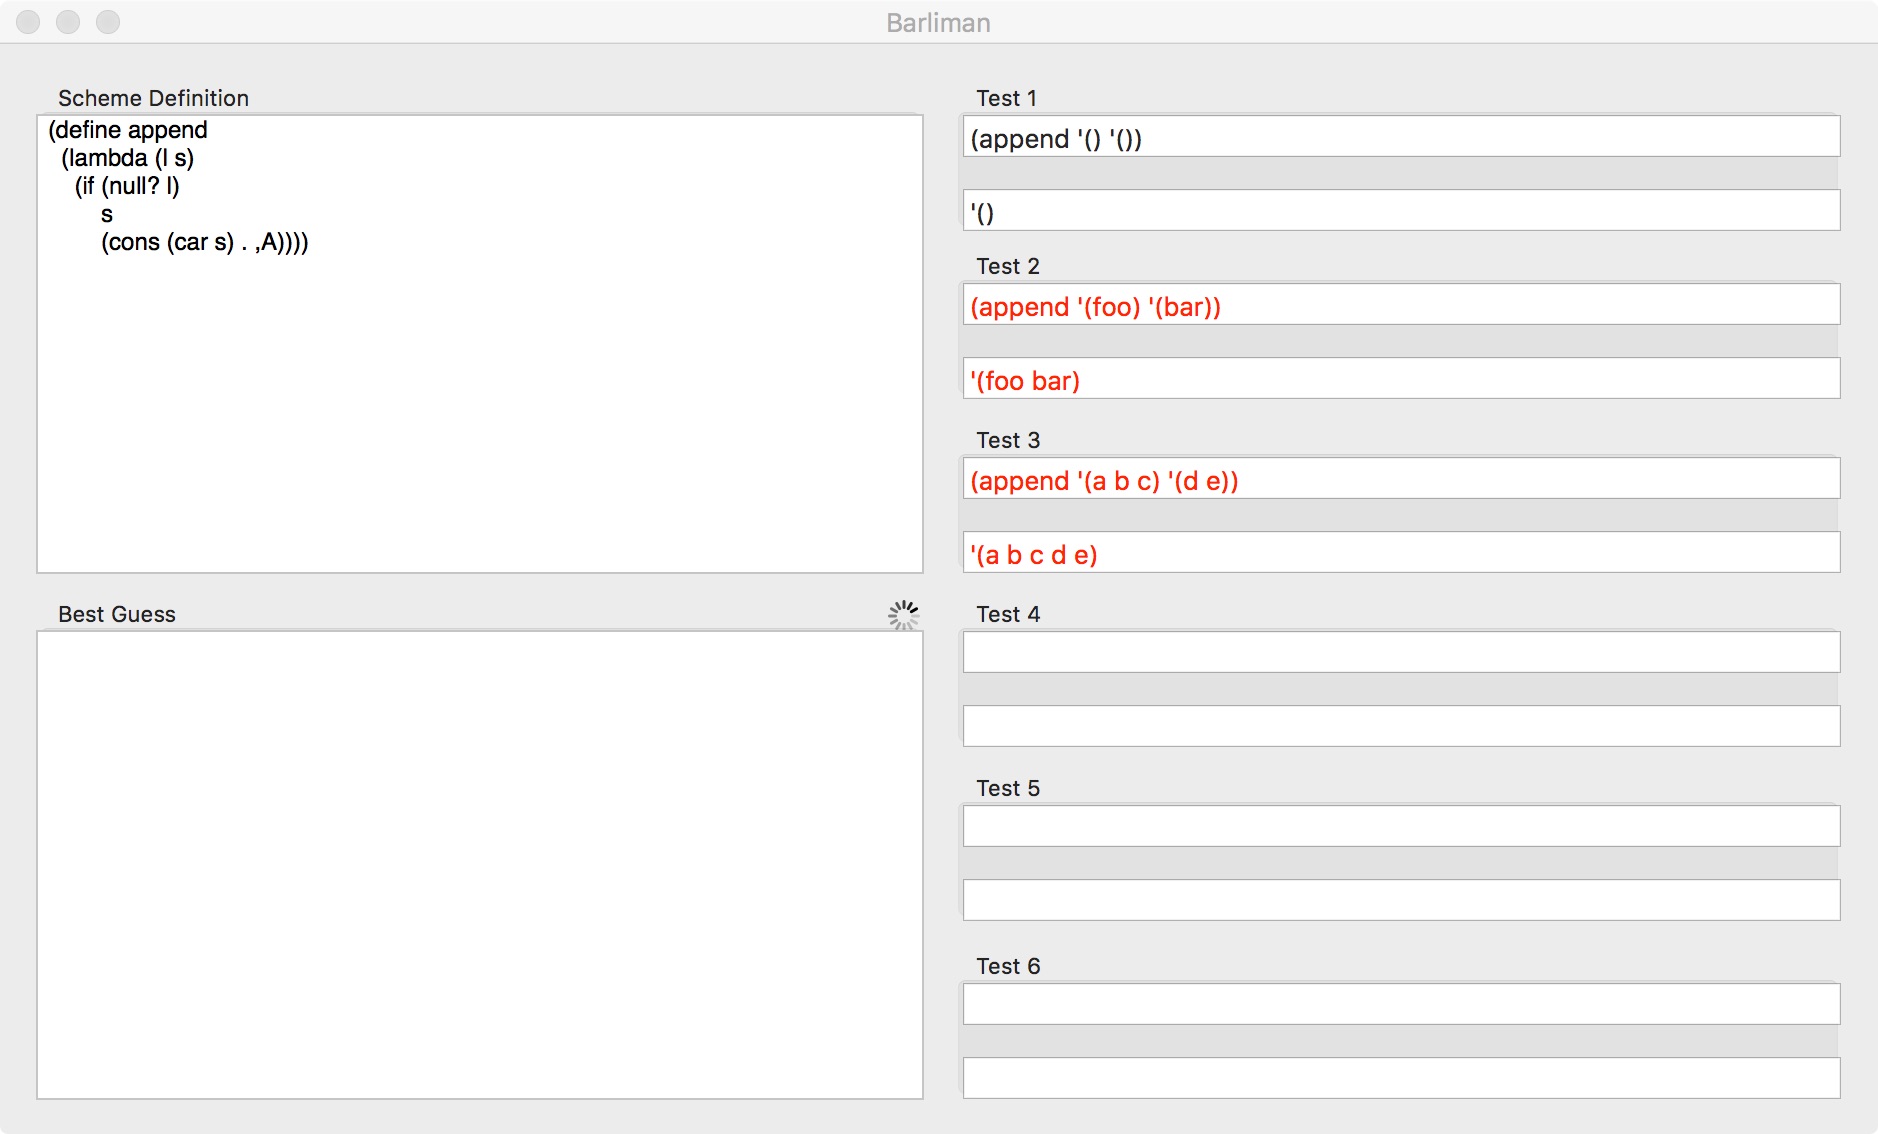 Barliman
Scheme Definition
(define append
(lambda (l s)
(if (null? l)
s
(cons (car s) . ,A))))
Best Guess
Test 1
(append '() '())
'()
Test 2
(append '(foo) '(bar))
'(foo bar)
Test 3
(append '(a b c) '(d e))
'(a b c d e)
Test 4
Test 5
Test 6